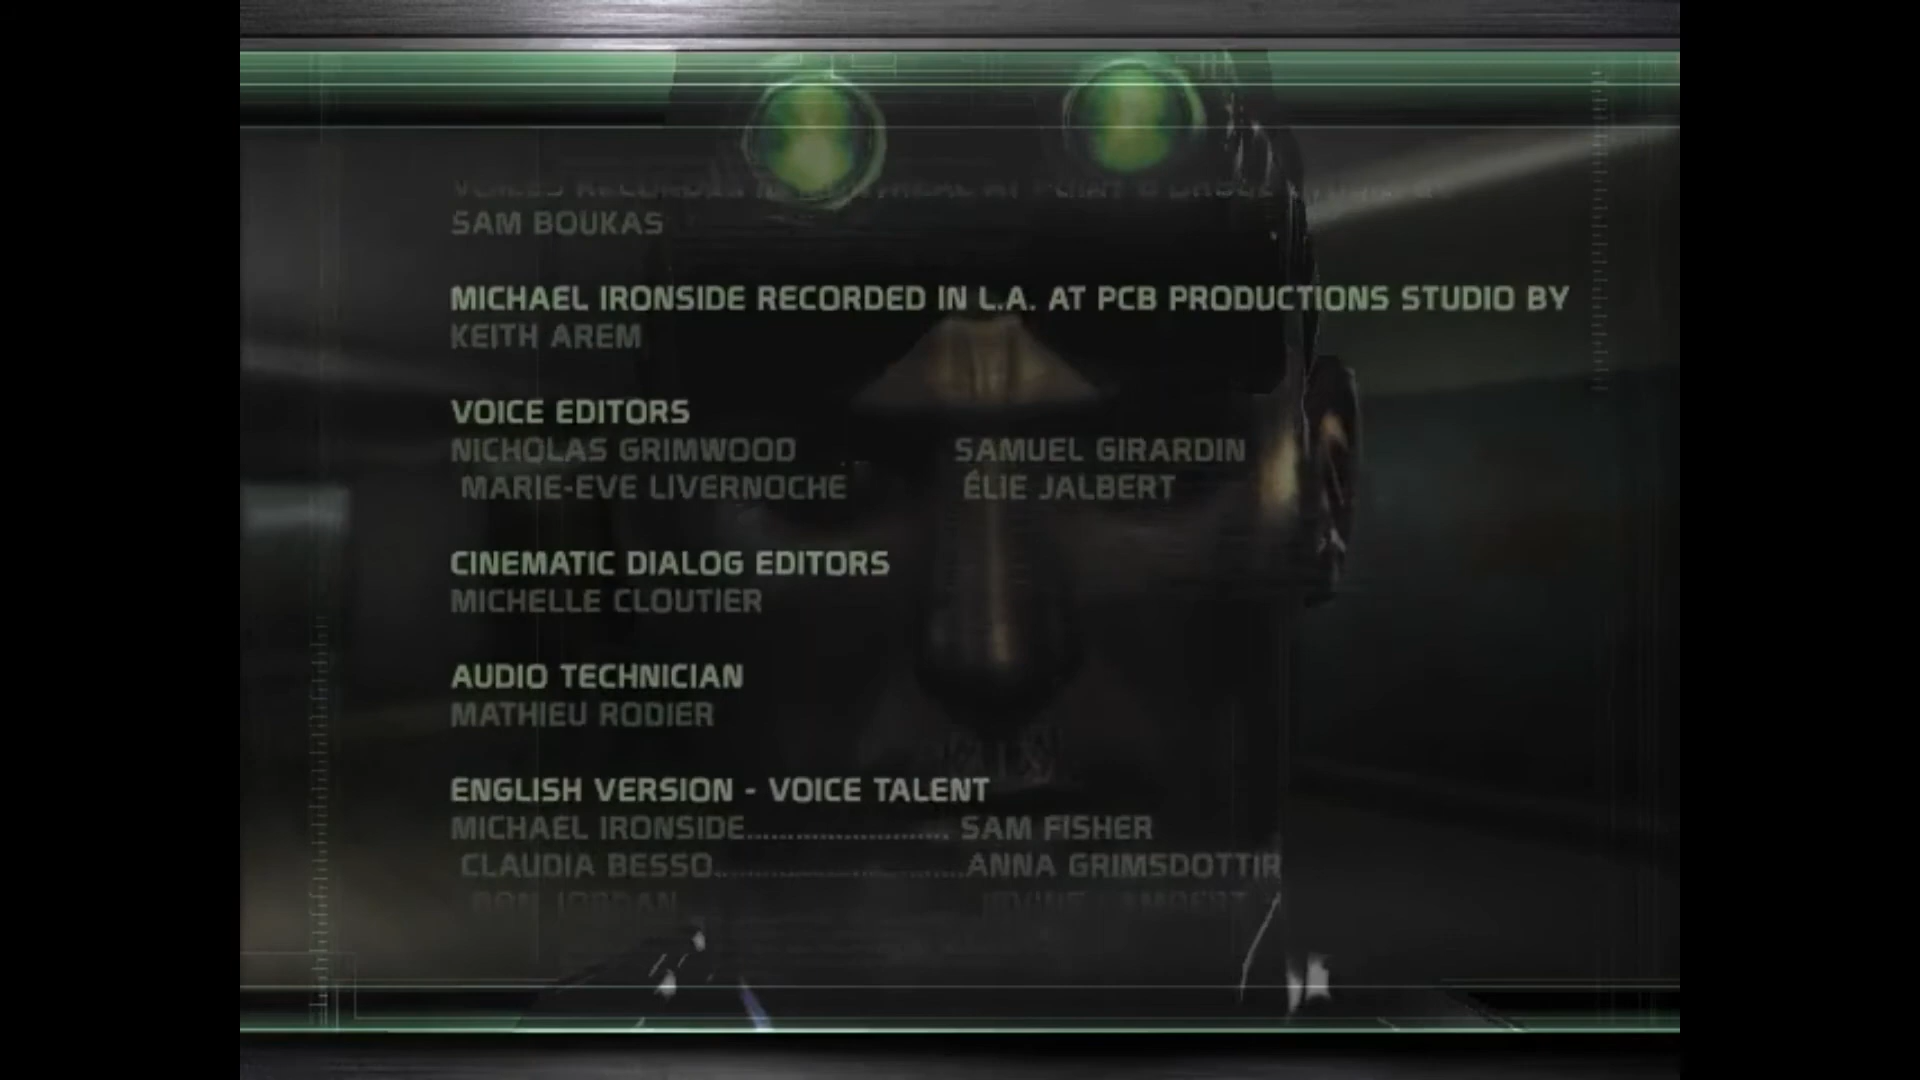 SAM BOUKAS
MICHAEL IRONSIDE RECORDED IN L.A. AT PCB PRODUCTIONS STUDIO BY
KEITH AREM
VOICE EDITORS
NICHOLAS GRIMWOOD SAMUEL GIRARDIN
MARIE-EVE LIVERNOCHE ÉLIE JALBERT
CINEMATIC DIALOG EDITORS
MICHELLE CLOUTIER
AUDIO TECHNICIAN
MATHIEU RODIER
ENGLISH VERSION - VOICE TALENT
MICHAEL IRONSIDE......................... SAM FISHER
CLAUDIA BESSO...............................ANNA GRIMSDOTTIR